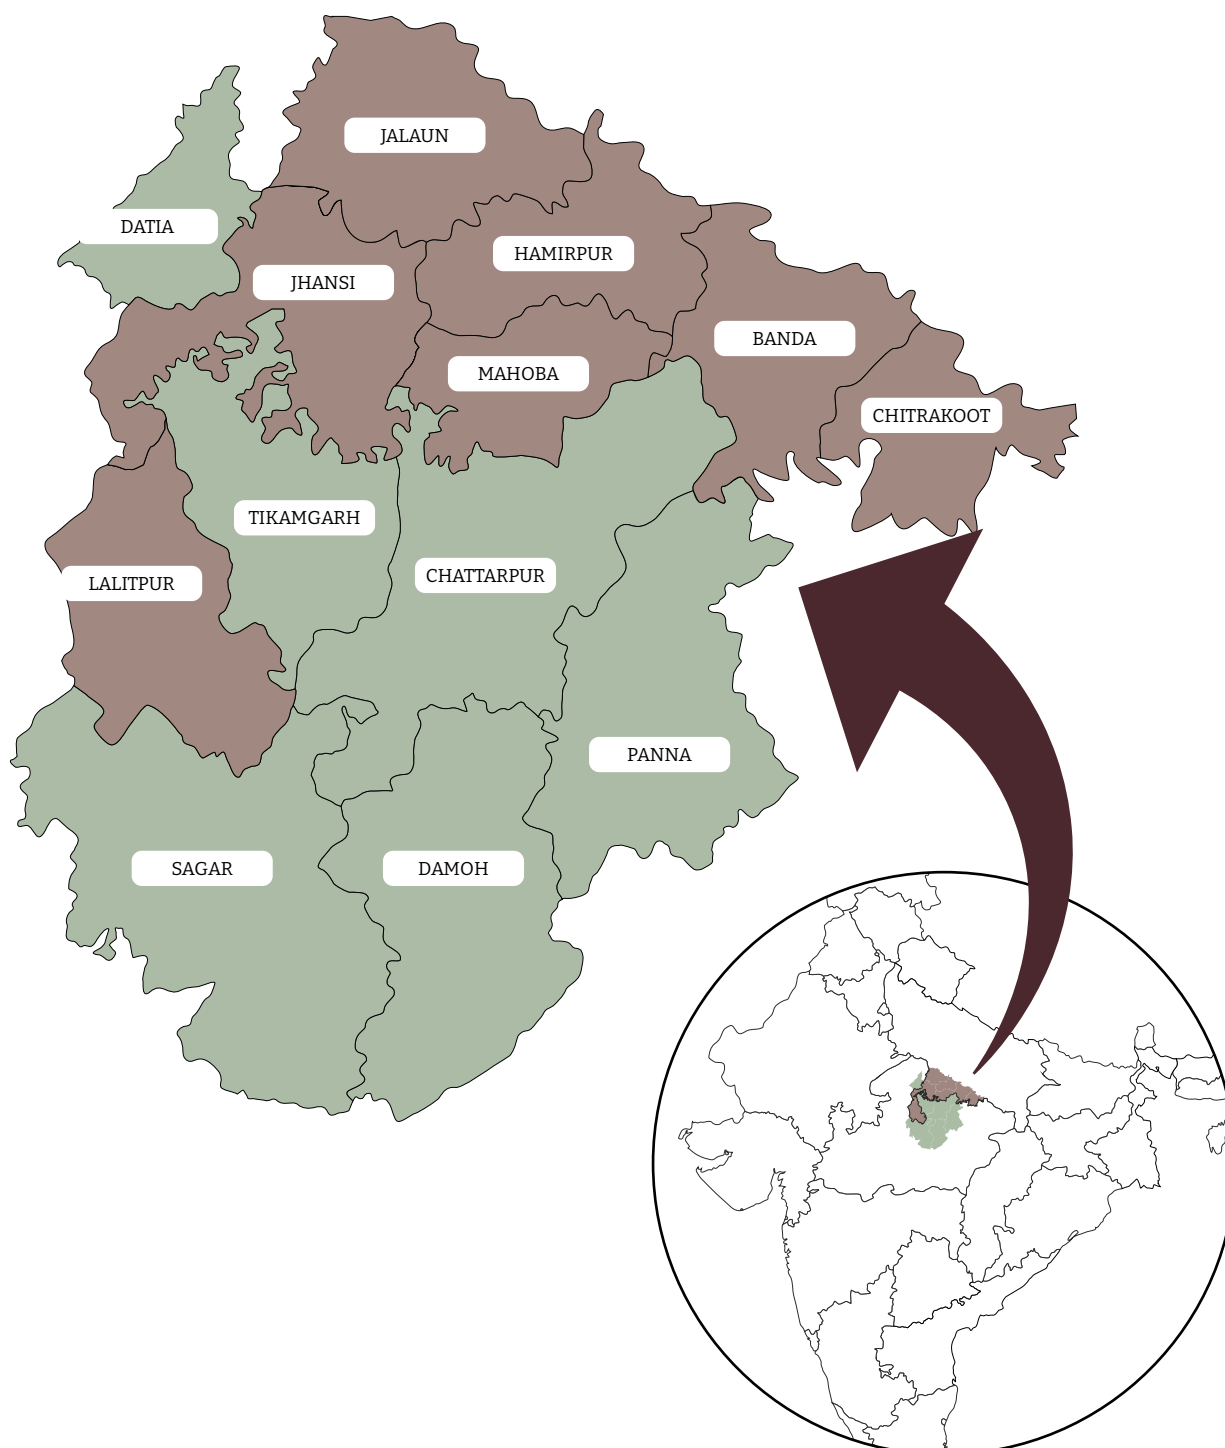 JALAUN
DATIA
HAMIRPUR
JHANSI
BANDA
MAHOBA
CHITRAKOOT
TIKAMGARH
CHATTARPUR
LALITPUR
PANNA
SAGAR
DAMOH